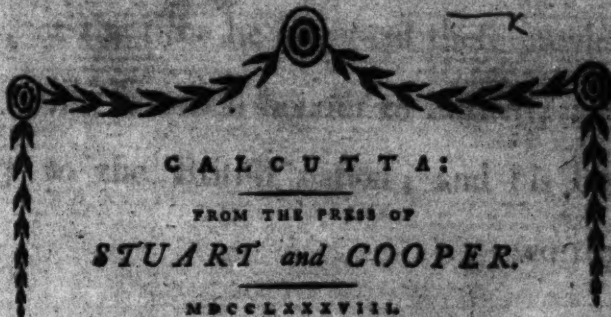 CALCUTTA:
FROM THE PRESS OF
STUART and COOPER.
MDCCLXXXVIII.